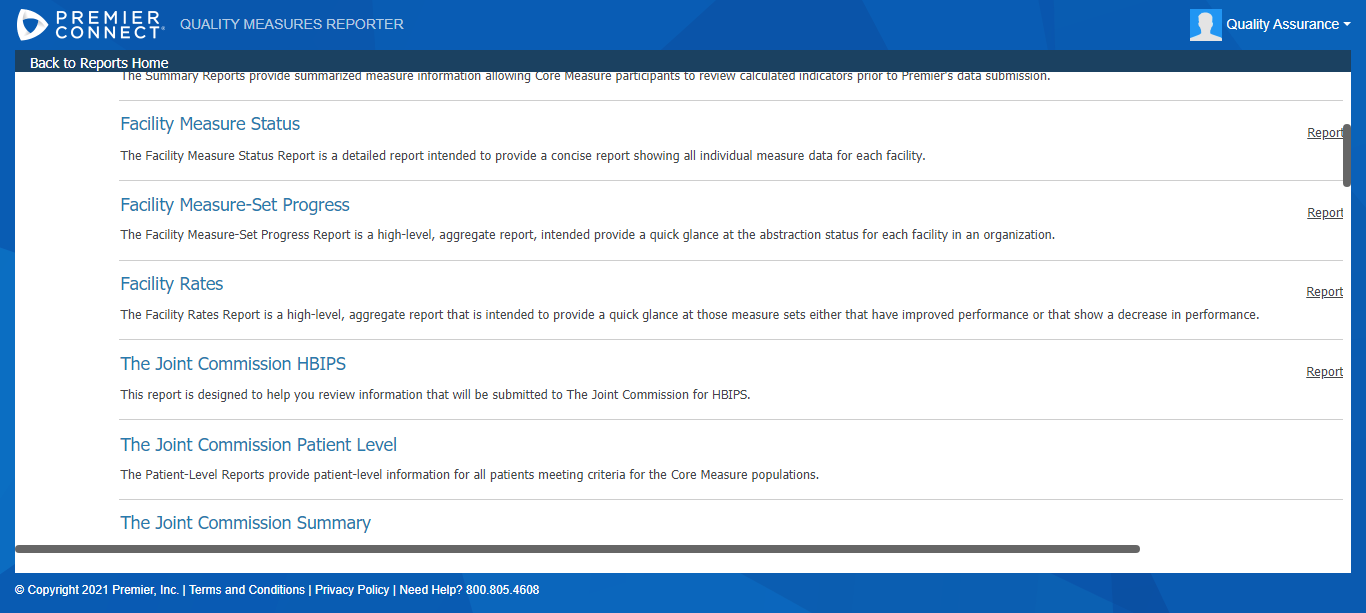 PREMIER
CONNECT
QUALITY MEASURES REPORTER
Quality Assurance
Back to Reports Home
The Summary Reports provide summarized measure information allowing Core Measure participants to review calculated indicators prior to Premier's data submission.
Facility Measure Status
Report
The Facility Measure Status Report is a detailed report intended to provide a concise report showing all individual measure data for each facility.
Facility Measure-Set Progress
Report
The Facility Measure-Set Progress Report is a high-level, aggregate report, intended provide a quick glance at the abstraction status for each facility in an organization.
Facility Rates
Report
The Facility Rates Report is a high-level, aggregate report that is intended to provide a quick glance at those measure sets either that have improved performance or that show a decrease in performance.
The Joint Commission HBIPS
Report
This report is designed to help you review information that will be submitted to The Joint Commission for HBIPS.
The Joint Commission Patient Level
The Patient-Level Reports provide patient-level information for all patients meeting criteria for the Core Measure populations.
The Joint Commission Summary
© Copyright 2021 Premier, Inc. | Terms and Conditions | Privacy Policy | Need Help? 800.805.4608